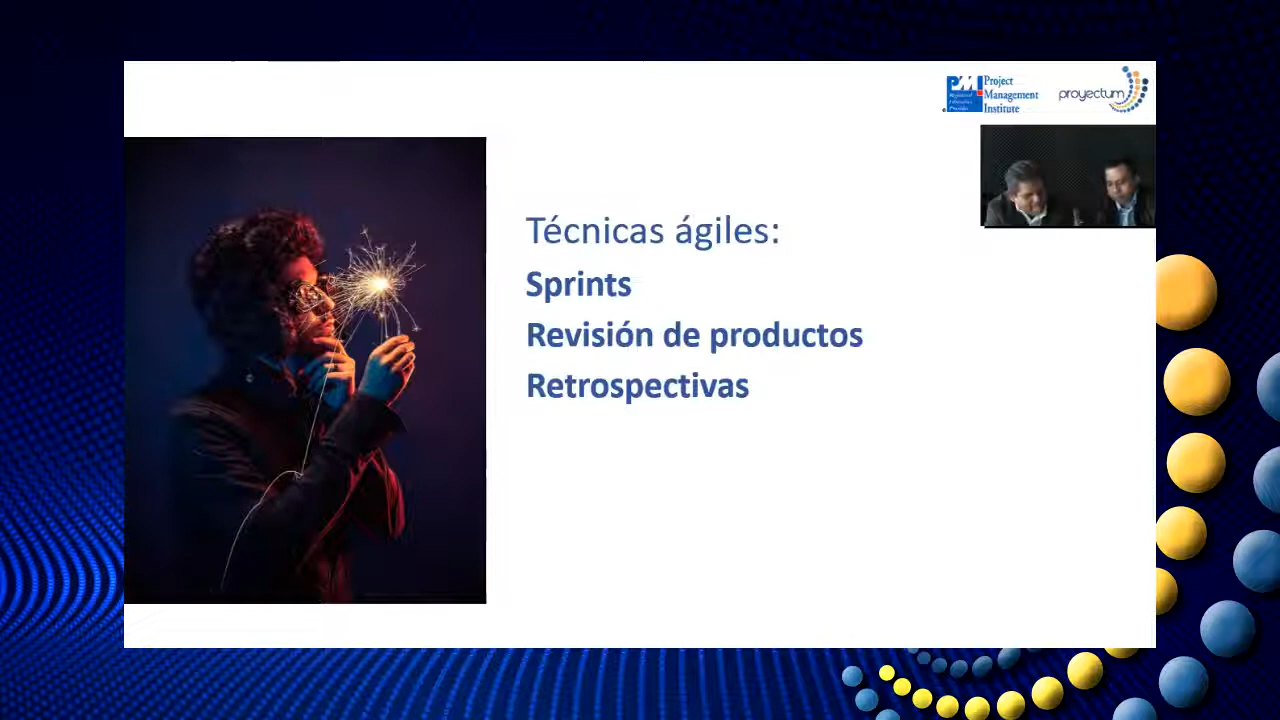 Project
Management
Institute
proyectum
Técnicas ágiles:
Sprints
Revisión de productos
Retrospectivas